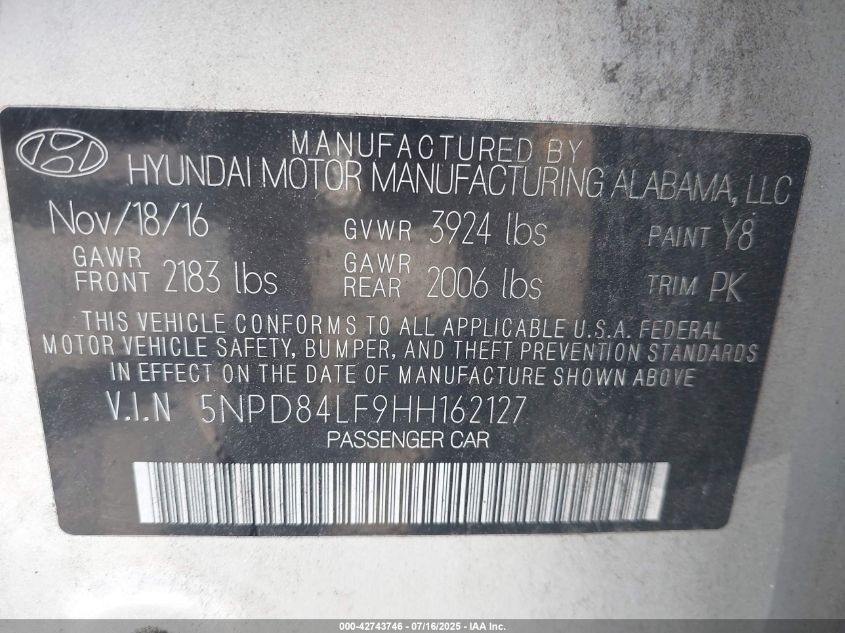 MANUFACTURED BY
HYUNDAI MOTOR MANUFACTURING ALABAMA, LLC
Nov/18/16 GVWR 3924 lbs PAINT Y8
GAWR FRONT 2183 lbs GAWR REAR 2006 lbs TRIM PK
THIS VEHICLE CONFORMS TO ALL APPLICABLE U.S.A. FEDERAL
MOTOR VEHICLE SAFETY, BUMPER, AND THEFT PREVENTION STANDARDS
IN EFFECT ON THE DATE OF MANUFACTURE SHOWN ABOVE
V.I.N 5NPD84LF9HH162127
PASSENGER CAR
000-42743746 - 07/16/2025 - IAA Inc.